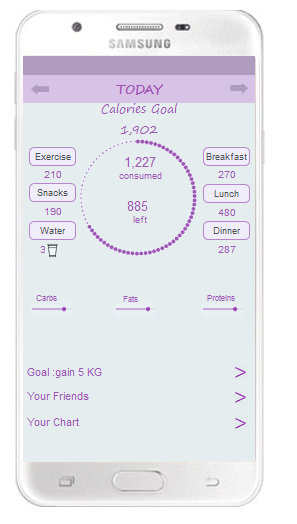 SAMSUNG
TODAY
Calories Goal
1,902
Exercise
210
Snacks
190
Water
3
1,227
consumed
885
left
Breakfast
270
Lunch
480
Dinner
287
Carbs
Fats
Proteins
Goal :gain 5 KG >
Your Friends >
Your Chart >